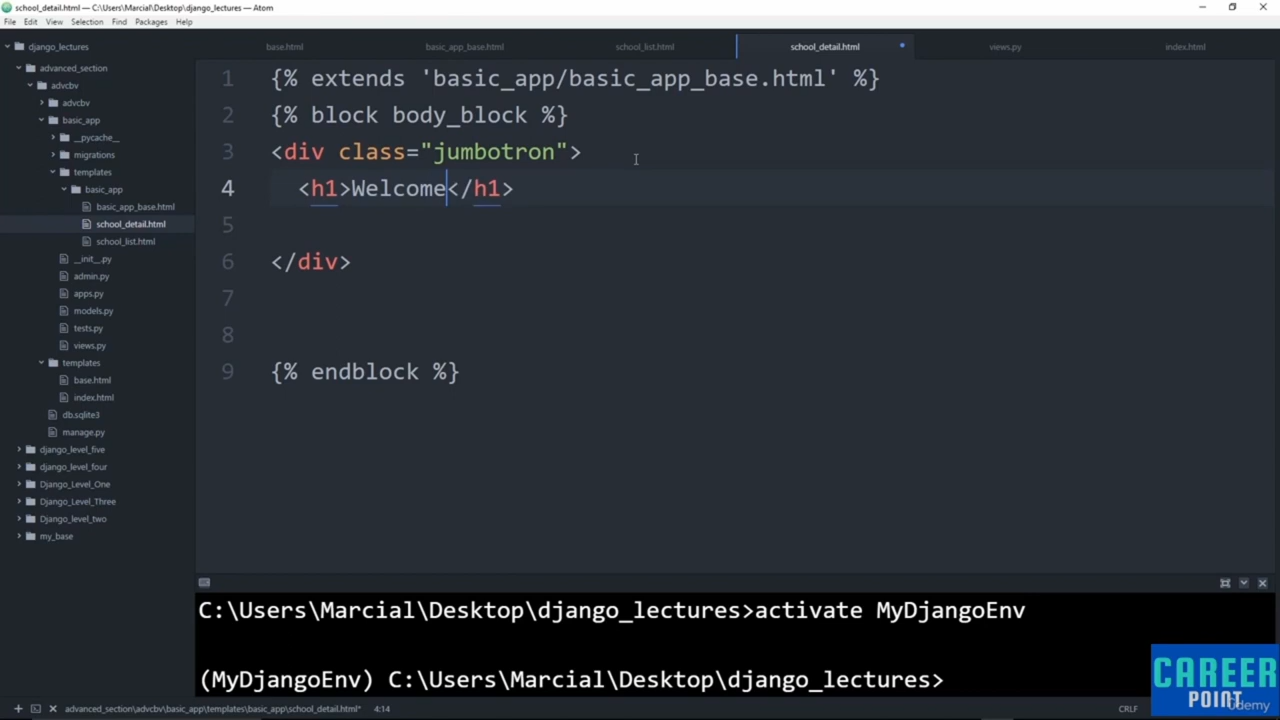 school_detail.html — C:\Users\Marcial\Desktop\django_lectures — Atom
File Edit View Selection Find Packages Help
django_lectures
advanced_section
advcbv
advcbv
basic_app
__pycache__
migrations
templates
basic_app
basic_app_base.html
school_detail.html
school_list.html
__init__.py
admin.py
apps.py
models.py
tests.py
views.py
templates
base.html
index.html
db.sqlite3
manage.py
django_level_five
django_level_four
Django_Level_One
Django_Level_Three
Django_level_two
my_base
base.html basic_app_base.html school_list.html school_detail.html views.py index.html
1 {% extends 'basic_app/basic_app_base.html' %}
2 {% block body_block %}
3 <div class="jumbotron">
4 <h1>Welcome</h1>
5
6 </div>
7
8
9 {% endblock %}
C:\Users\Marcial\Desktop\django_lectures>activate MyDjangoEnv
(MyDjangoEnv) C:\Users\Marcial\Desktop\django_lectures>
CAREER
POINT
Udemy
advanced_section\advcbv\basic_app\templates\basic_app\school_detail.html* 4:14 CRLF